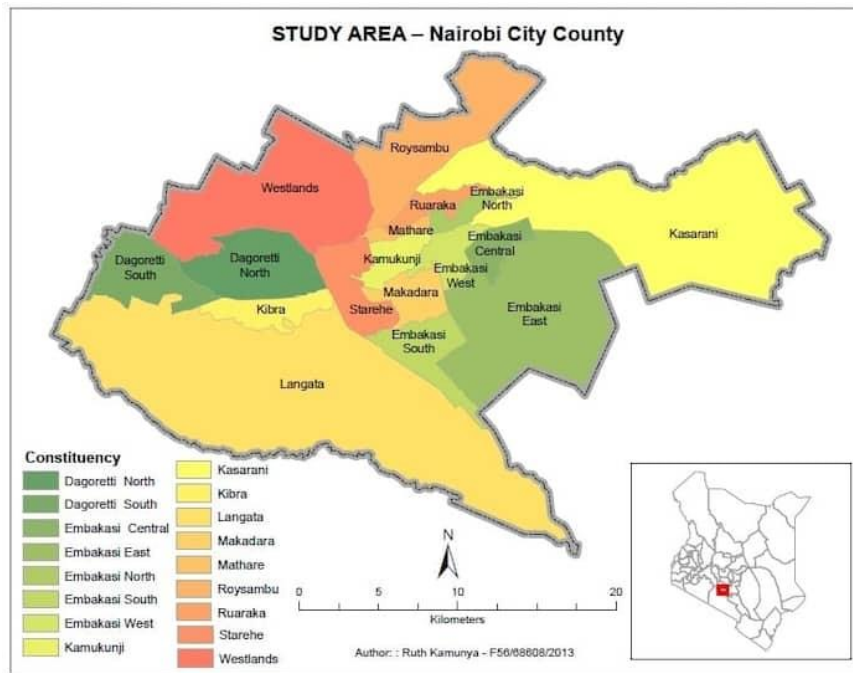 STUDY AREA – Nairobi City County
Roysambu
Westlands
Ruaraka
Embakasi
North
Kasarani
Mathare
Dagoretti
South
Dagoretti
North
Kamukunji
Embakasi
Central
Embakasi
West
Makadara
Kibra
Starehe
Embakasi
East
Embakasi
South
Langata
Constituency
Dagoretti North
Dagoretti South
Embakasi Central
Embakasi East
Embakasi North
Embakasi South
Embakasi West
Kamukunji
Kasarani
Kibra
Langata
Makadara
Mathare
Roysambu
Ruaraka
Starehe
Westlands
N
0 5 10 20
Kilometers
Author: : Ruth Kamunya - F56/68608/2013